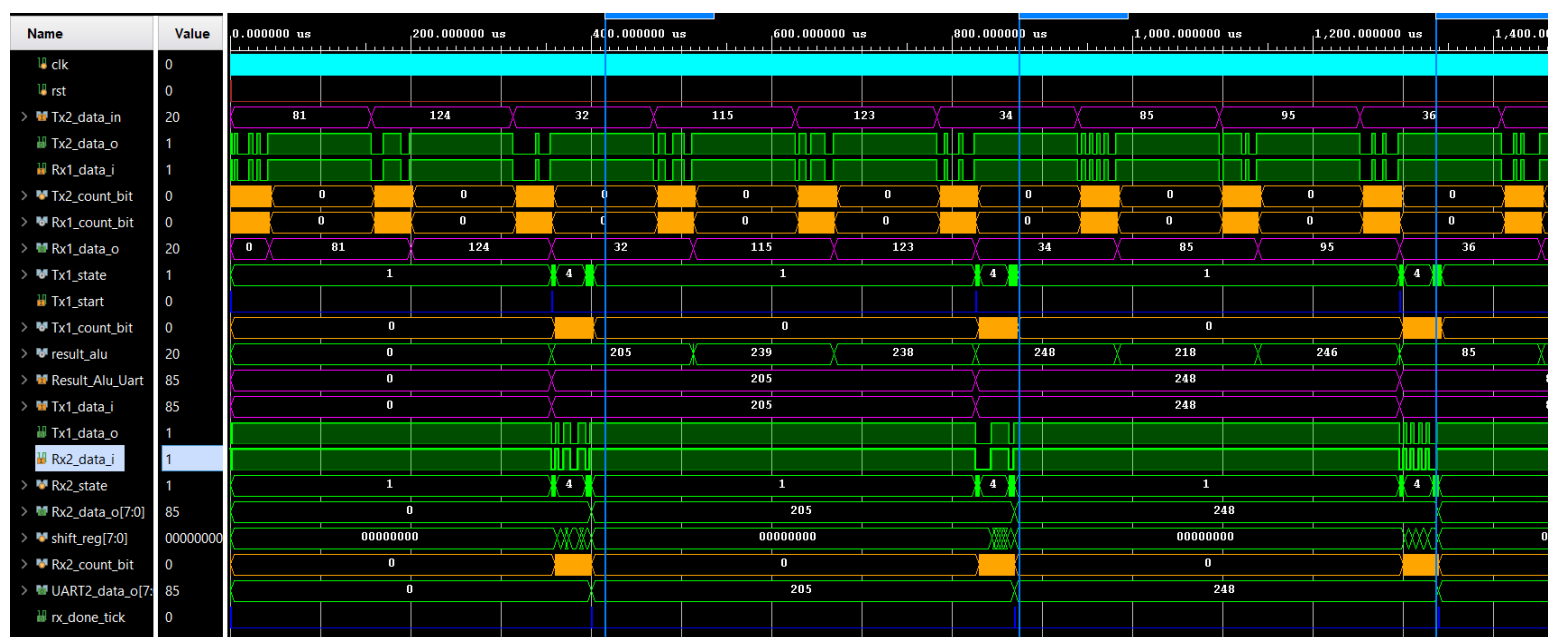 Name Value 0.000000 us 200.000000 us 400.000000 us 600.000000 us 800.000000 us 1,000.000000 us 1,200.000000 us 1,400.0
clk 0
rst 0
Tx2_data_in 20 81 124 32 115 123 34 85 95 36
Tx2_data_o 1
Rx1_data_i 1
Tx2_count_bit 0 0 0 0 0 0 0 0 0 0
Rx1_count_bit 0 0 0 0 0 0 0 0 0 0
Rx1_data_o 20 0 81 124 32 115 123 34 85 95 36
Tx1_state 1 1 4 1 4 1 4
Tx1_start 0
Tx1_count_bit 0 0 0 0
result_alu 20 0 205 239 238 248 218 246 85
Result_Alu_Uart 85 0 205 248
Tx1_data_i 85 0 205 248
Tx1_data_o 1
Rx2_data_i 1
Rx2_state 1 1 4 1 4 1 4
Rx2_data_o[7:0] 85 0 205 248
shift_reg[7:0] 00000000 00000000 00000000 00000000 0
Rx2_count_bit 0 0 0 0
UART2_data_o[7: 85 0 205 248
rx_done_tick 0